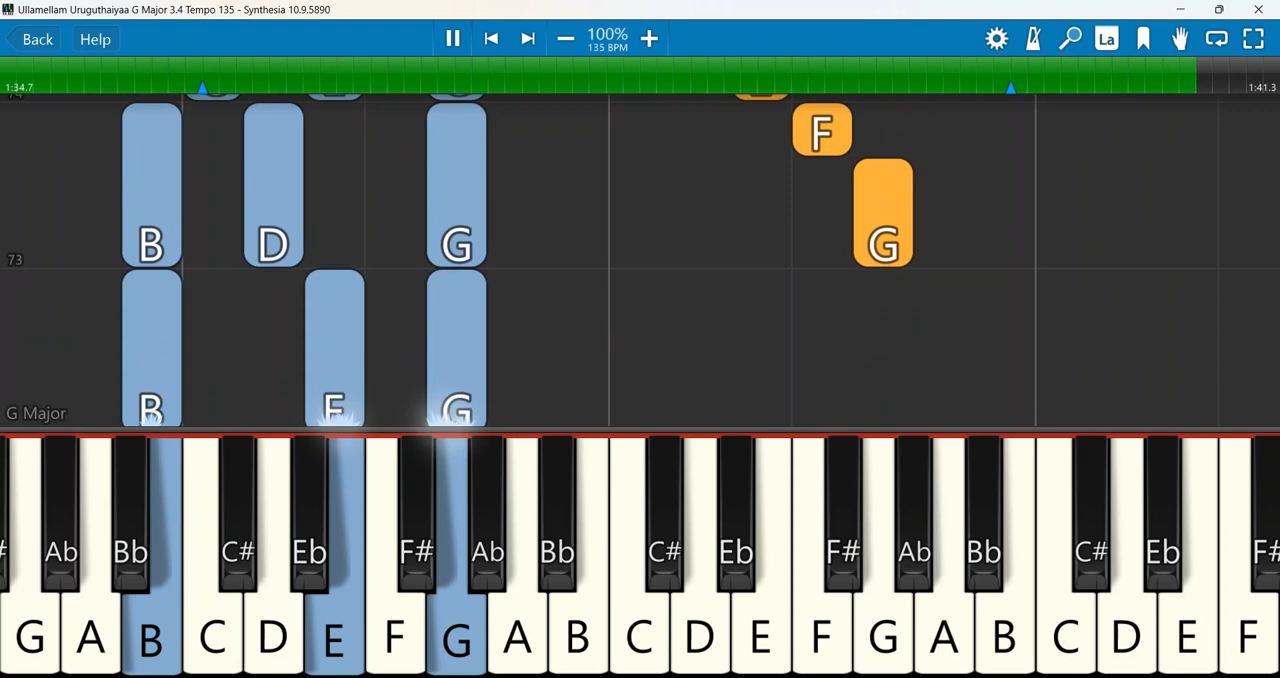 Ullamellam Uruguthaiyaa G Major 3.4 Tempo 135 - Synthesia 10.9.5890
Back Help 100% La
135 BPM
1:34.7 1:41.3
F
B D G G
73
B E G
G Major
Ab Bb C# Eb F# Ab Bb C# Eb F# Ab Bb C# Eb F#
G A B C D E F G A B C D E F G A B C D E F